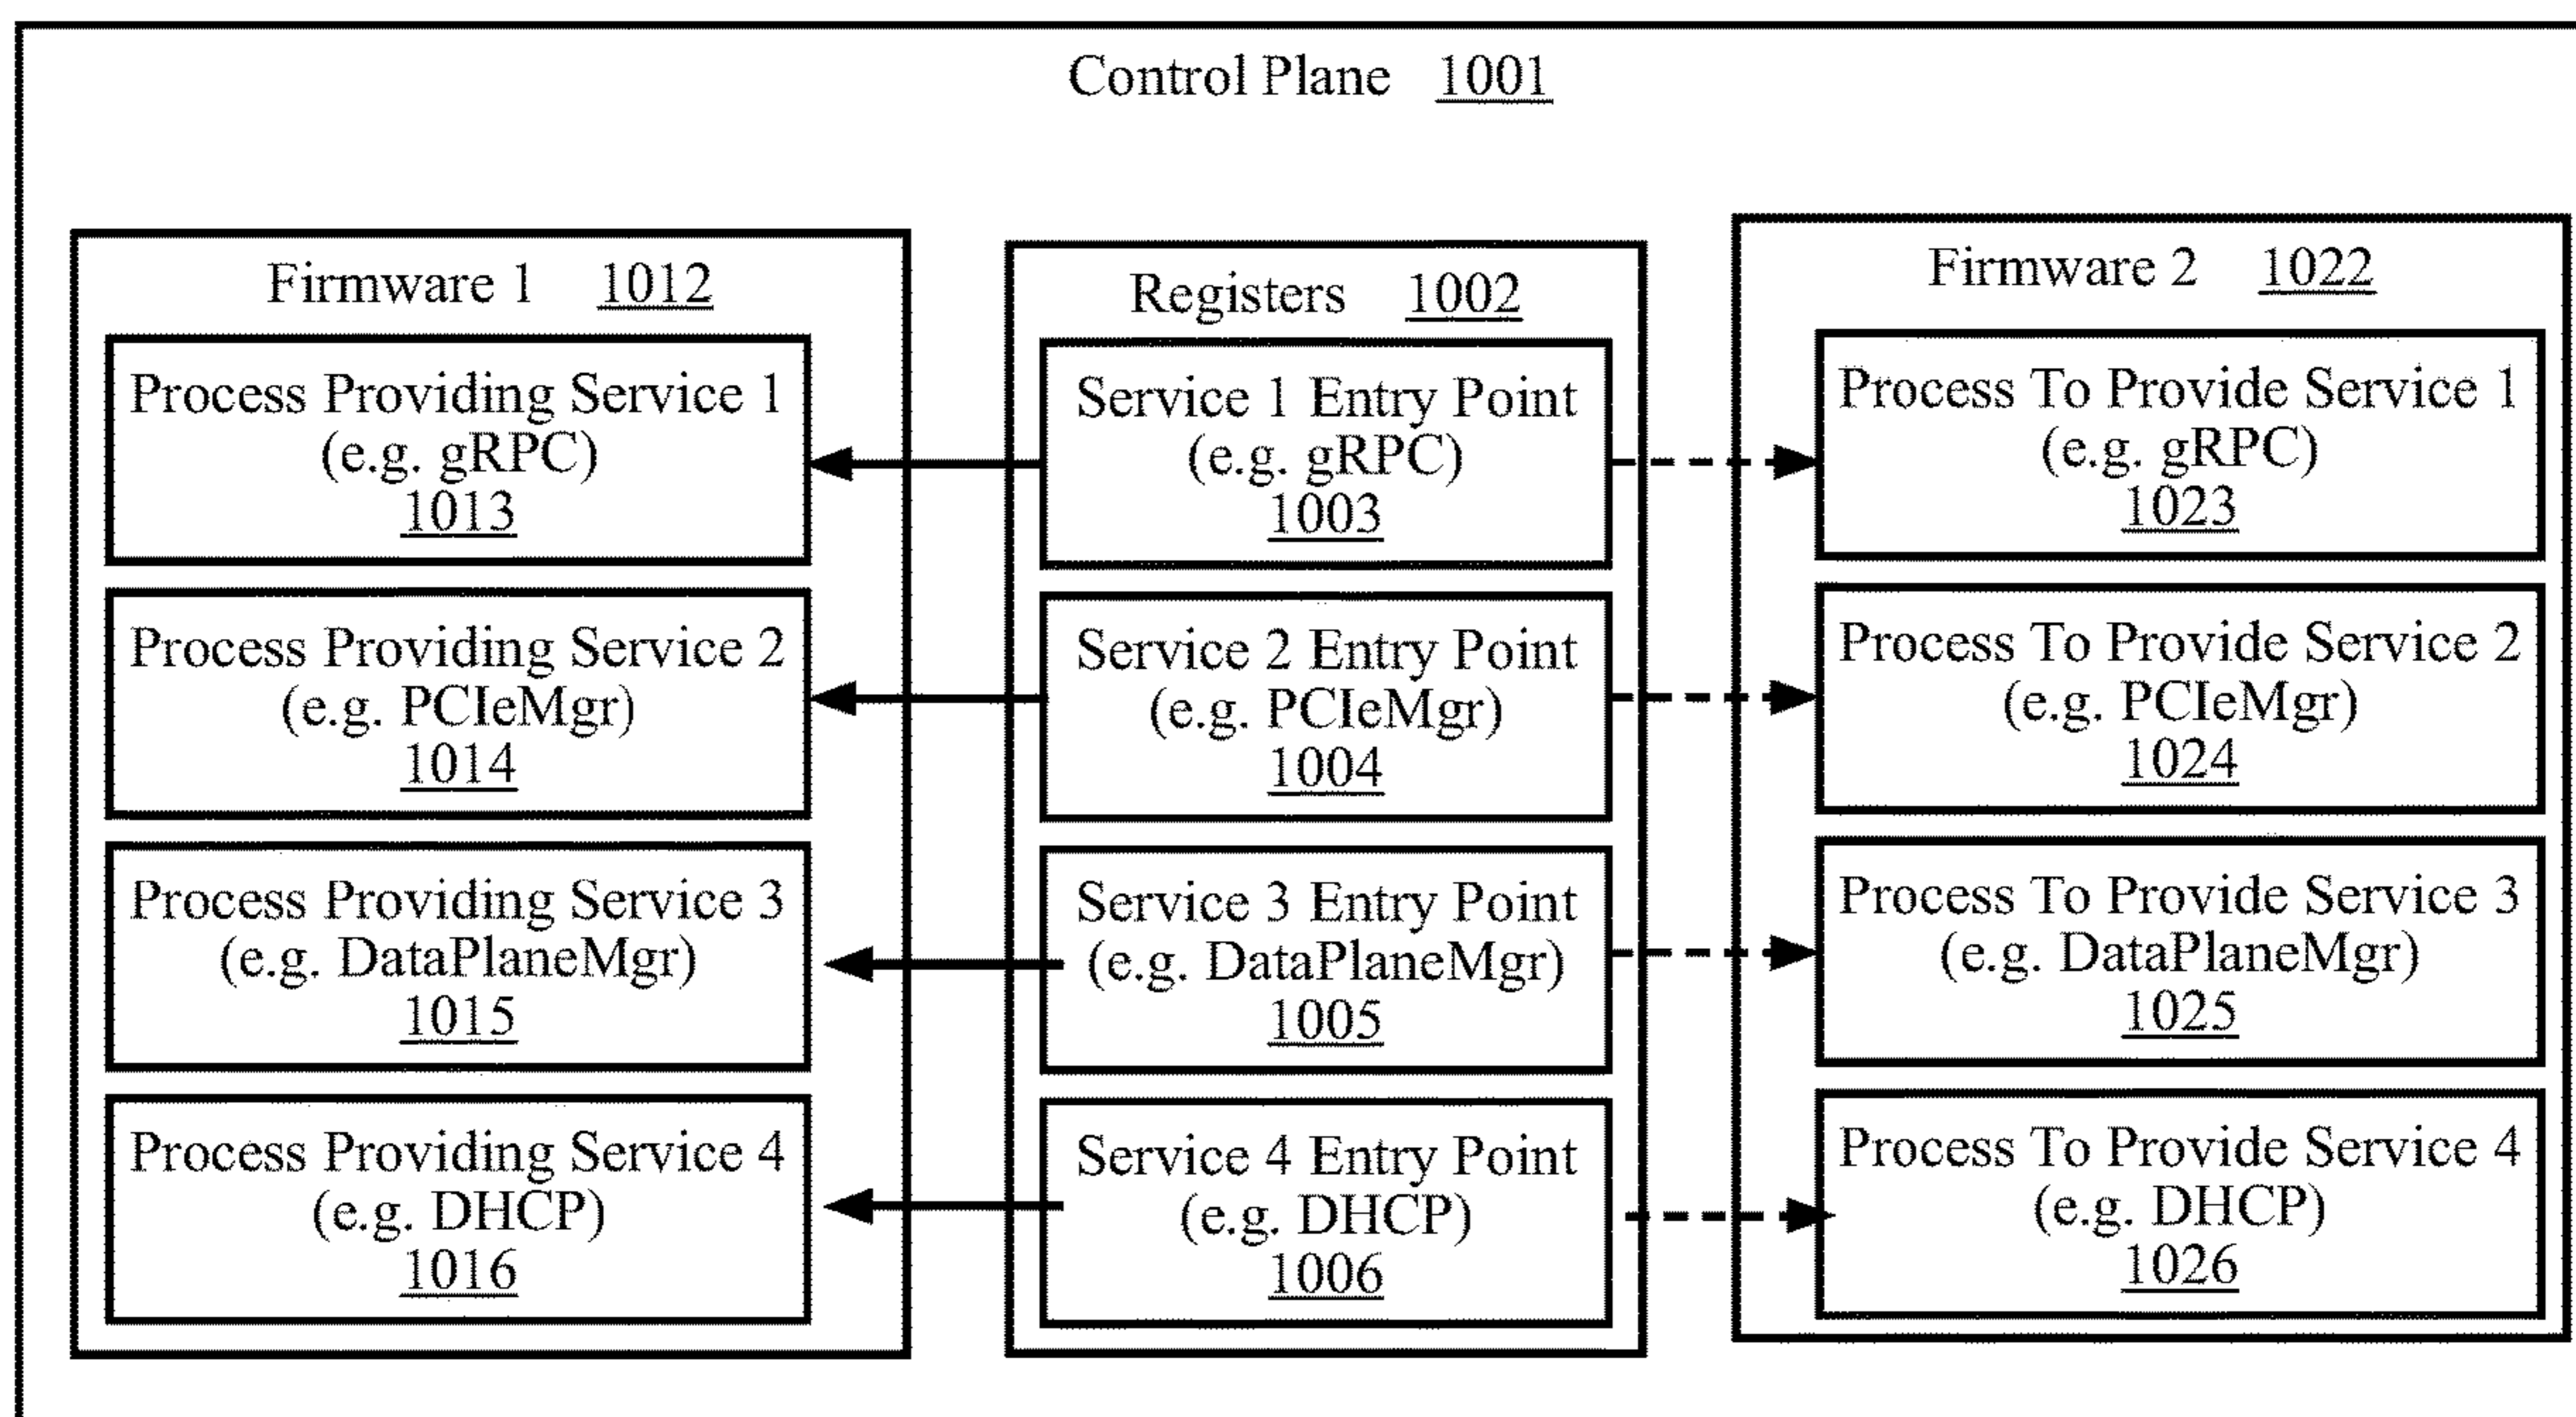 Control Plane 1001
Firmware 1 1012
Process Providing Service 1
(e.g. gRPC)
1013
Process Providing Service 2
(e.g. PCIeMgr)
1014
Process Providing Service 3
(e.g. DataPlaneMgr)
1015
Process Providing Service 4
(e.g. DHCP)
1016
Registers 1002
Service 1 Entry Point
(e.g. gRPC)
1003
Service 2 Entry Point
(e.g. PCIeMgr)
1004
Service 3 Entry Point
(e.g. DataPlaneMgr)
1005
Service 4 Entry Point
(e.g. DHCP)
1006
Firmware 2 1022
Process To Provide Service 1
(e.g. gRPC)
1023
Process To Provide Service 2
(e.g. PCIeMgr)
1024
Process To Provide Service 3
(e.g. DataPlaneMgr)
1025
Process To Provide Service 4
(e.g. DHCP)
1026